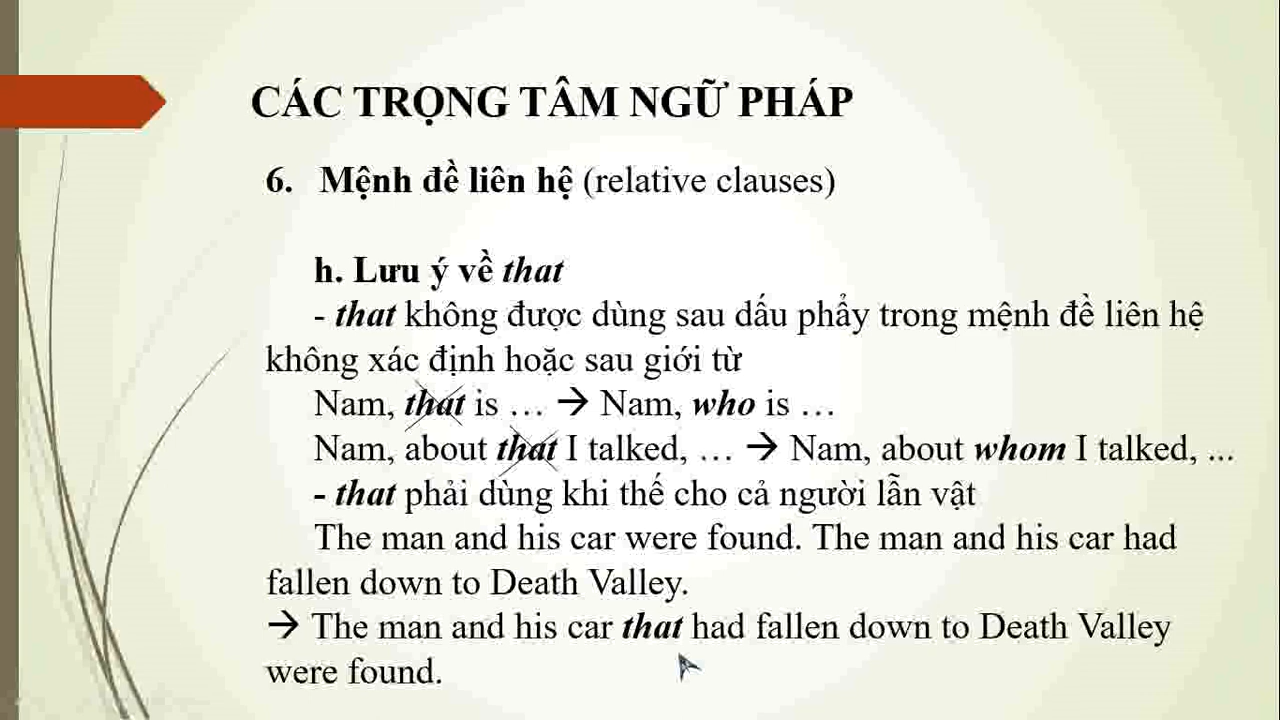 CÁC TRỌNG TÂM NGỮ PHÁP
6. Mệnh đề liên hệ (relative clauses)
h. Lưu ý về that
- that không được dùng sau dấu phẩy trong mệnh đề liên hệ
không xác định hoặc sau giới từ
Nam, that is … → Nam, who is …
Nam, about that I talked, … → Nam, about whom I talked, ...
- that phải dùng khi thế cho cả người lẫn vật
The man and his car were found. The man and his car had
fallen down to Death Valley.
→ The man and his car that had fallen down to Death Valley
were found.